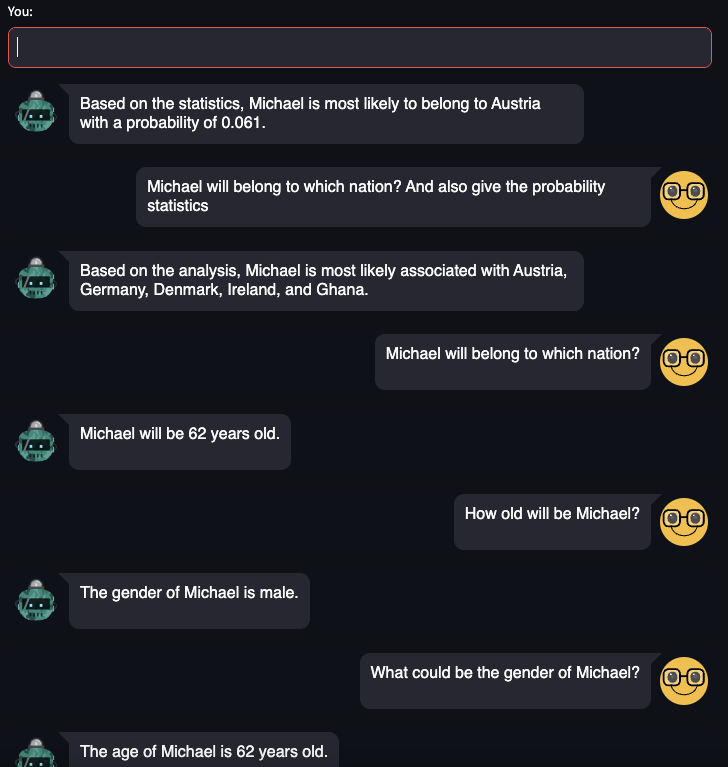 You:
Based on the statistics, Michael is most likely to belong to Austria
with a probability of 0.061.
Michael will belong to which nation? And also give the probability
statistics
Based on the analysis, Michael is most likely associated with Austria,
Germany, Denmark, Ireland, and Ghana.
Michael will belong to which nation?
Michael will be 62 years old.
How old will be Michael?
The gender of Michael is male.
What could be the gender of Michael?
The age of Michael is 62 years old.